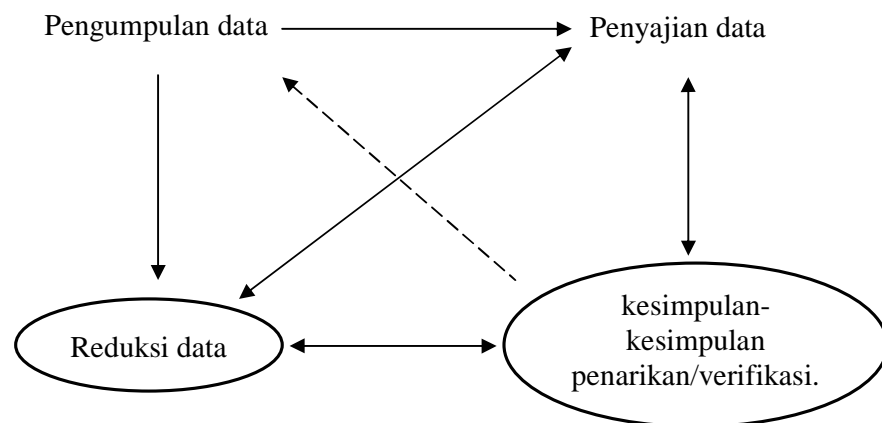 Pengumpulan data
Penyajian data
Reduksi data
kesimpulan-
kesimpulan
penarikan/verifikasi.